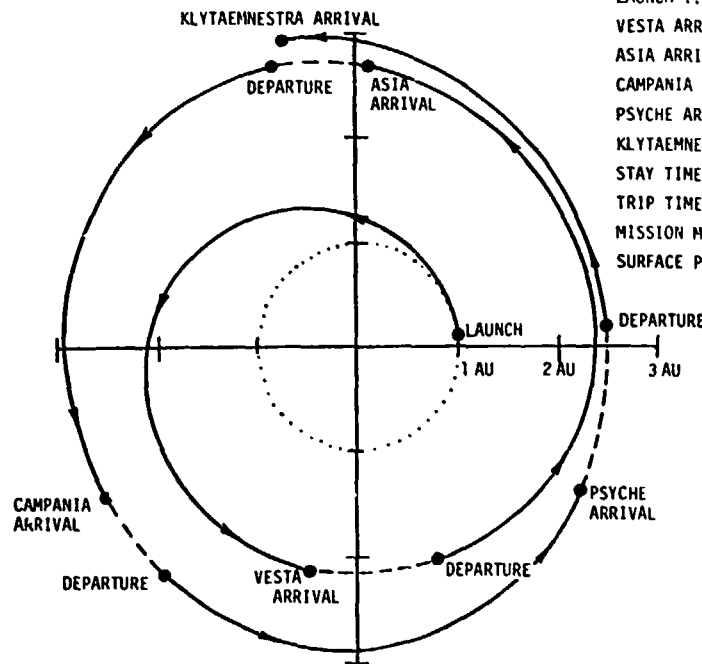 VESTA ARR
ASIA ARRI
CAMPANIA
PSYCHE AR
KLYTAEMNE
STAY TIME
TRIP TIME
MISSION M
SURFACE P
KLYTAEMNESTRA ARRIVAL
DEPARTURE
ASIA
ARRIVAL
DEPARTURE
LAUNCH
1 AU
2 AU
3 AU
CAMPANIA
ARRIVAL
PSYCHE
ARRIVAL
DEPARTURE
VESTA
ARRIVAL
DEPARTURE